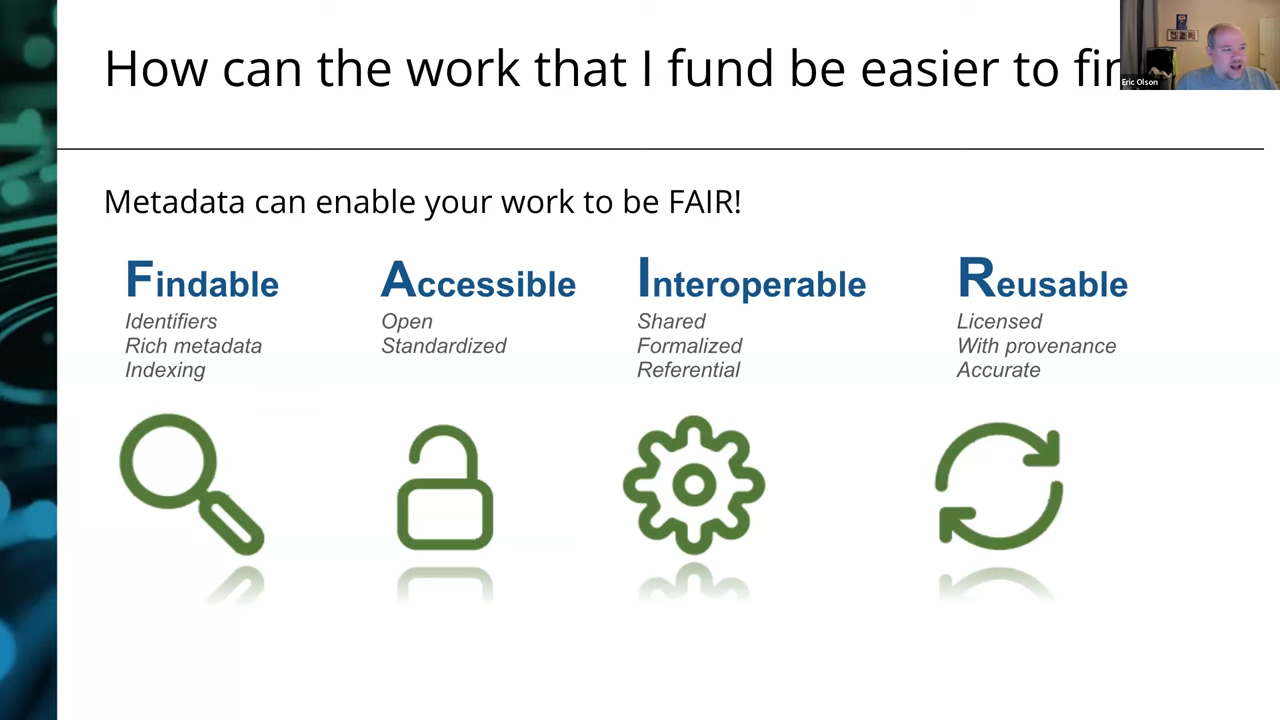 How can the work that I fund be easier to
Eric Olson
Metadata can enable your work to be FAIR!
Findable
Identifiers
Rich metadata
Indexing
Accessible
Open
Standardized
Interoperable
Shared
Formalized
Referential
Reusable
Licensed
With provenance
Accurate